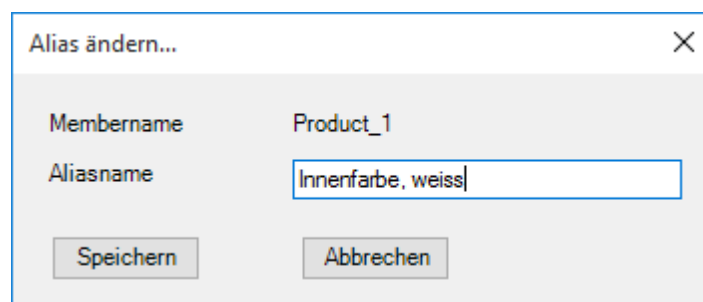 Alias ändern...
Membername Product_1
Aliasname Innenfarbe, weiss
Speichern Abbrechen